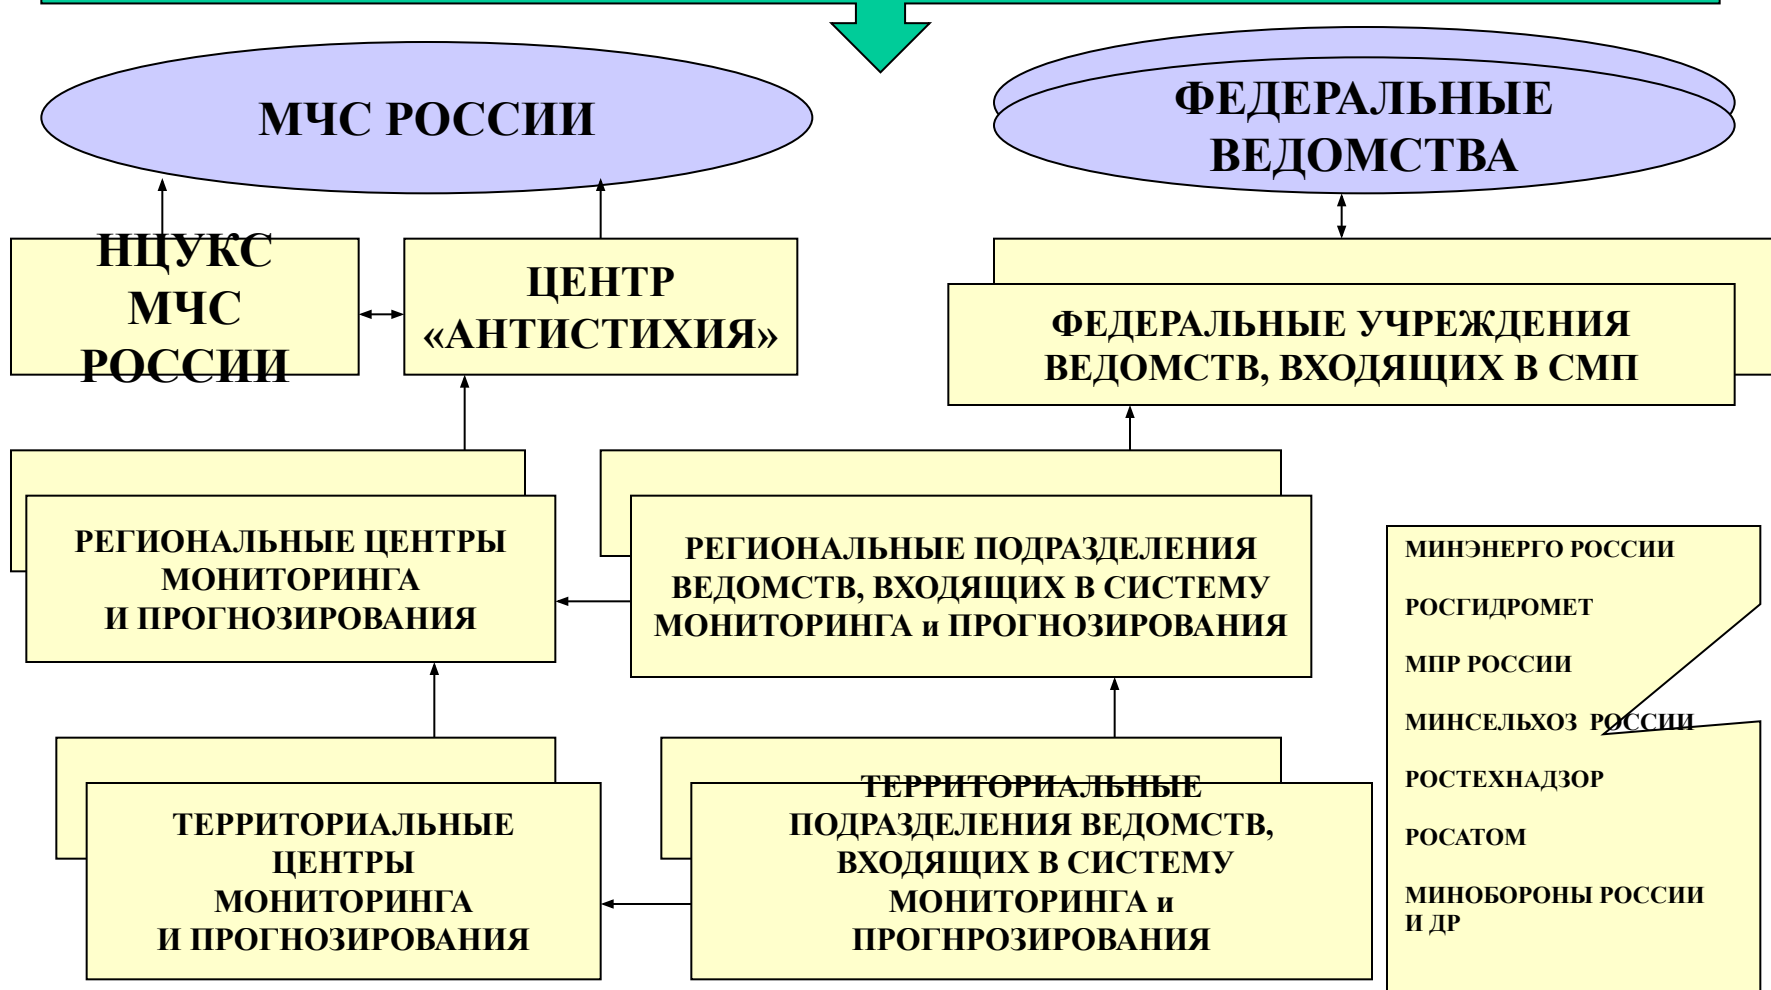 МЧС РОССИИ
ФЕДЕРАЛЬНЫЕ
ВЕДОМСТВА
НЦУКС
МЧС
РОССИИ
ЦЕНТР
«АНТИСТИХИЯ»
ФЕДЕРАЛЬНЫЕ УЧРЕЖДЕНИЯ
ВЕДОМСТВ, ВХОДЯЩИХ В СМП
РЕГИОНАЛЬНЫЕ ЦЕНТРЫ
МОНИТОРИНГА
И ПРОГНОЗИРОВАНИЯ
РЕГИОНАЛЬНЫЕ ПОДРАЗДЕЛЕНИЯ
ВЕДОМСТВ, ВХОДЯЩИХ В СИСТЕМУ
МОНИТОРИНГА и ПРОГНОЗИРОВАНИЯ
МИНЭНЕРГО РОССИИ
РОСГИДРОМЕТ
МПР РОССИИ
МИНСЕЛЬХОЗ РОССИИ
РОСТЕХНАДЗОР
РОСАТОМ
МИНОБОРОНЫ РОССИИ
И ДР
ТЕРРИТОРИАЛЬНЫЕ
ЦЕНТРЫ
МОНИТОРИНГА
И ПРОГНОЗИРОВАНИЯ
ТЕРРИТОРИАЛЬНЫЕ
ПОДРАЗДЕЛЕНИЯ ВЕДОМСТВ,
ВХОДЯЩИХ В СИСТЕМУ
МОНИТОРИНГА и
ПРОГНРОЗИРОВАНИЯ